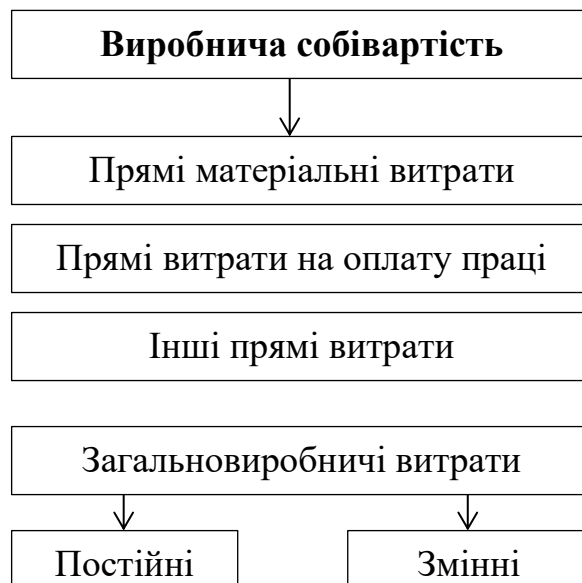 Виробнича собівартість
Прямі матеріальні витрати
Прямі витрати на оплату праці
Інші прямі витрати
Загальновиробничі витрати
Постійні
Змінні